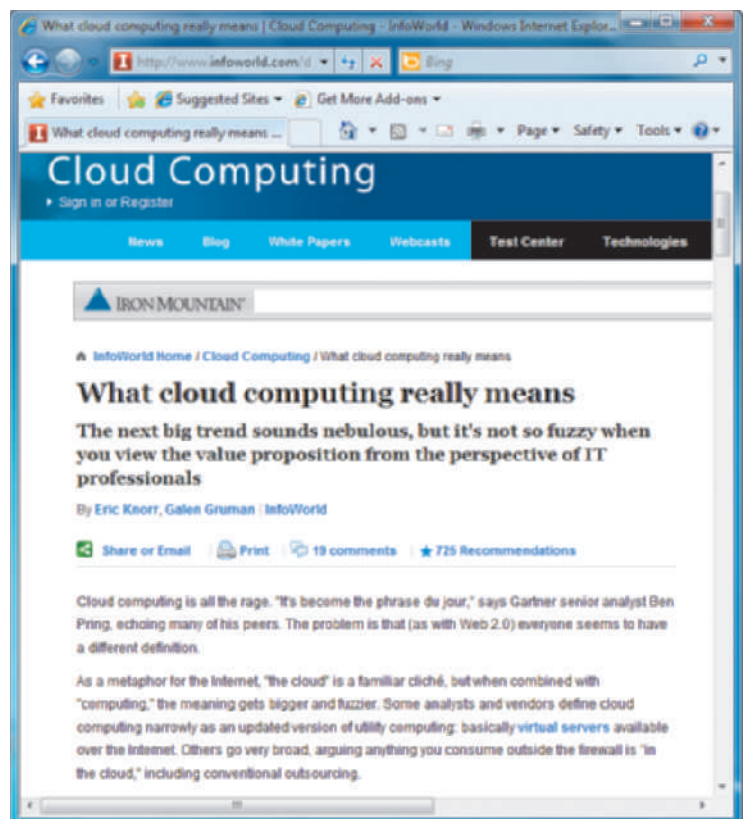 What cloud computing really means | Cloud Computing - InfoWorld - Windows Internet Explor...
http://www.infoworld.com/d
Bing
Favorites Suggested Sites Get More Add-ons
What cloud computing really means ... Page Safety Tools
Cloud Computing
Sign in or Register
News Blog White Papers Webcasts Test Center Technologies
IRON MOUNTAIN®
InfoWorld Home / Cloud Computing / What cloud computing really means
What cloud computing really means
The next big trend sounds nebulous, but it's not so fuzzy when
you view the value proposition from the perspective of IT
professionals
By Eric Knorr, Galen Gruman | InfoWorld
Share or Email Print 19 comments 725 Recommendations
Cloud computing is all the rage. "It's become the phrase du jour," says Gartner senior analyst Ben
Pring, echoing many of his peers. The problem is that (as with Web 2.0) everyone seems to have
a different definition.
As a metaphor for the Internet, "the cloud" is a familiar cliché, but when combined with
"computing," the meaning gets bigger and fuzzier. Some analysts and vendors define cloud
computing narrowly as an updated version of utility computing: basically virtual servers available
over the Internet. Others go very broad, arguing anything you consume outside the firewall is "in
the cloud," including conventional outsourcing.